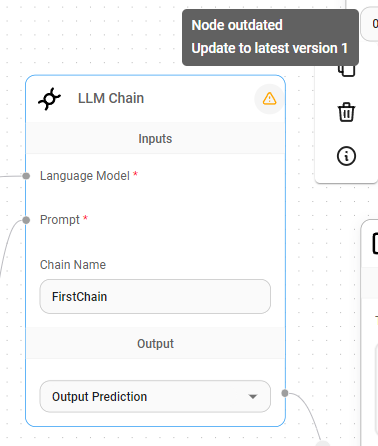 Node outdated
Update to latest version 1
LLM Chain
Inputs
Language Model *
Prompt *
Chain Name
FirstChain
Output
Output Prediction